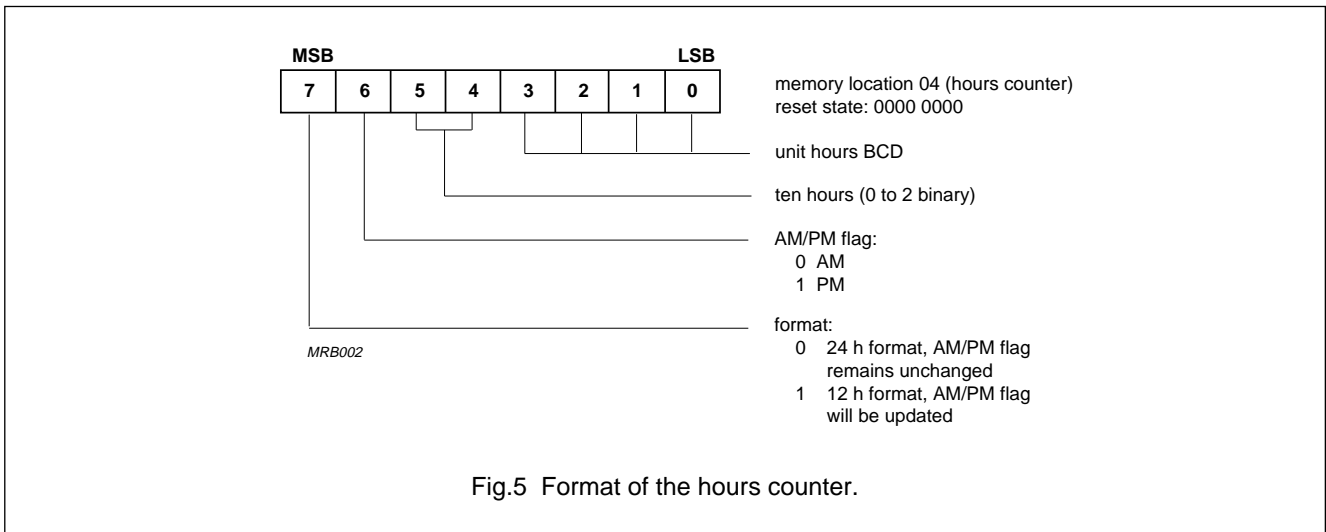 MSB LSB
7 6 5 4 3 2 1 0
memory location 04 (hours counter)
reset state: 0000 0000
unit hours BCD
ten hours (0 to 2 binary)
AM/PM flag:
0 AM
1 PM
format:
0 24 h format, AM/PM flag
remains unchanged
1 12 h format, AM/PM flag
will be updated
MRB002
Fig.5 Format of the hours counter.